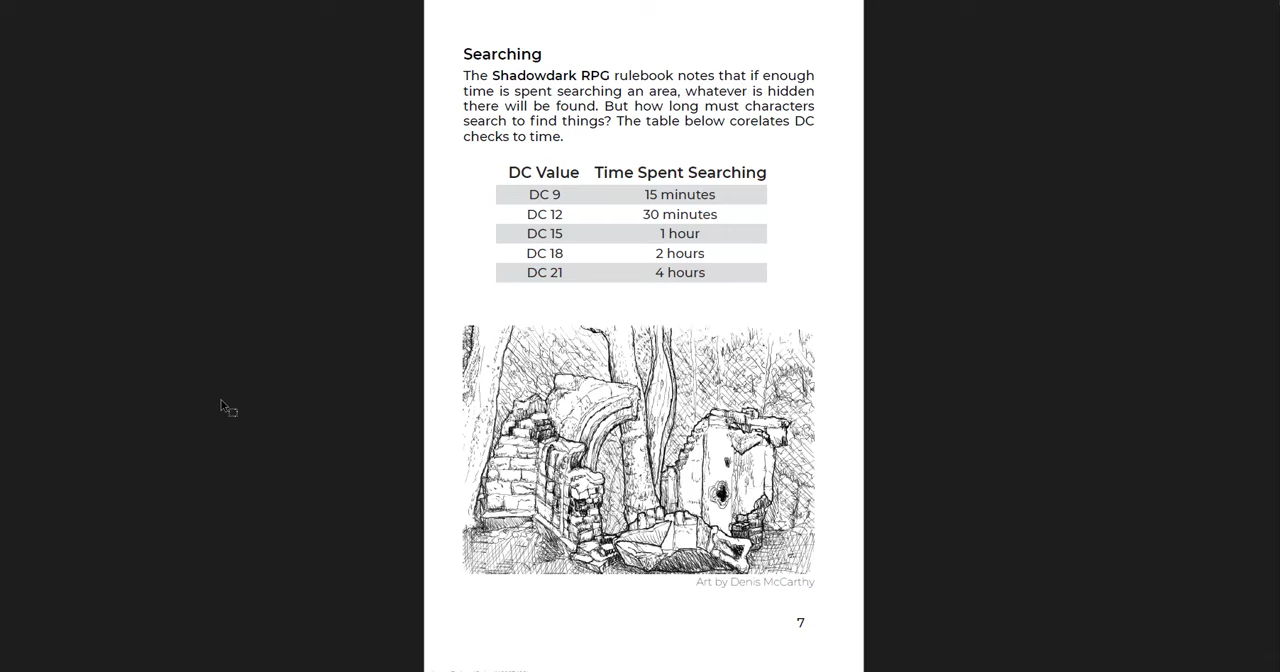 Searching
The Shadowdark RPG rulebook notes that if enough
time is spent searching an area, whatever is hidden
there will be found. But how long must characters
search to find things? The table below corelates DC
checks to time.
DC Value Time Spent Searching
DC 9 15 minutes
DC 12 30 minutes
DC 15 1 hour
DC 18 2 hours
DC 21 4 hours
Art by Denis McCarthy
7